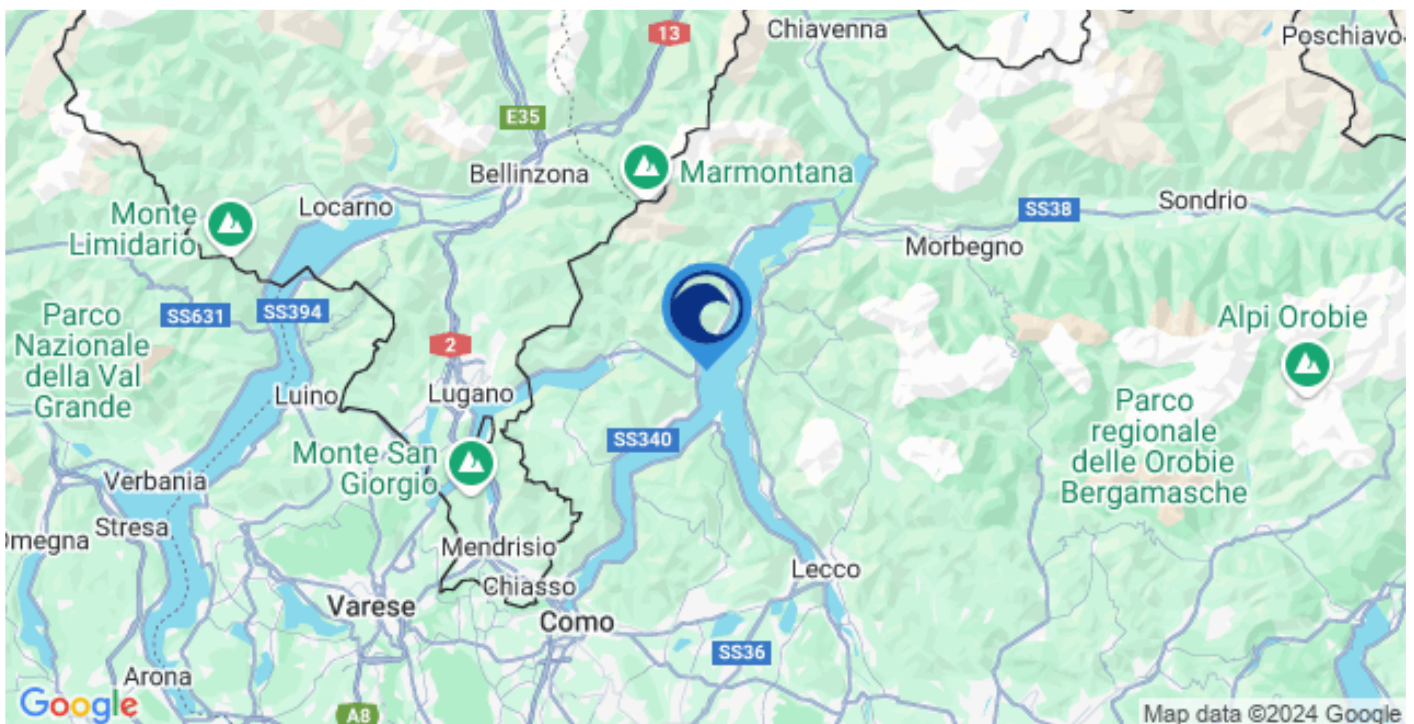 13
Chiavenna
Poschiavo
E35
Bellinzona
Marmontana
Monte
Limidario
Locarno
SS38
Sondrio
Morbegno
SS631
SS394
Parco
Nazionale
della Val
Grande
2
Alpi Orobie
Luino
Lugano
Parco
regionale
delle Orobie
Bergamasche
SS340
Monte San
Giorgio
Verbania
Stresa
Omegna
Mendrisio
Chiasso
Lecco
Varese
Como
SS36
Arona
A8
Google
Map data ©2024 Google